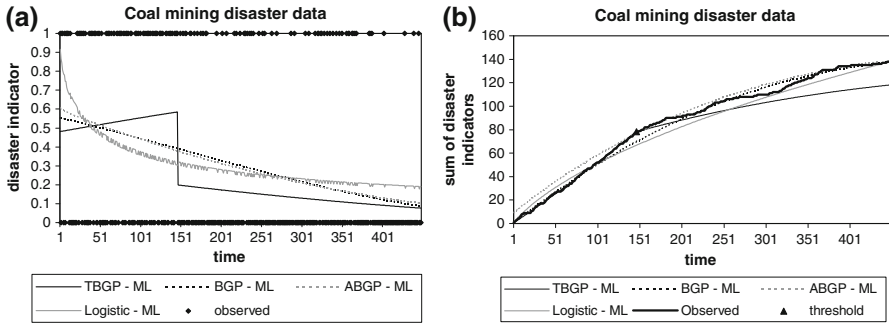 (a)
Coal mining disaster data
disaster indicator
1
0.9
0.8
0.7
0.6
0.5
0.4
0.3
0.2
0.1
0
1 51 101 151 201 251 301 351 401
time
TBGP - ML BGP - ML ABGP - ML
Logistic - ML observed
(b)
Coal mining disaster data
sum of disaster
indicators
160
140
120
100
80
60
40
20
0
1 51 101 151 201 251 301 351 401
time
TBGP - ML BGP - ML ABGP - ML
Logistic - ML Observed threshold